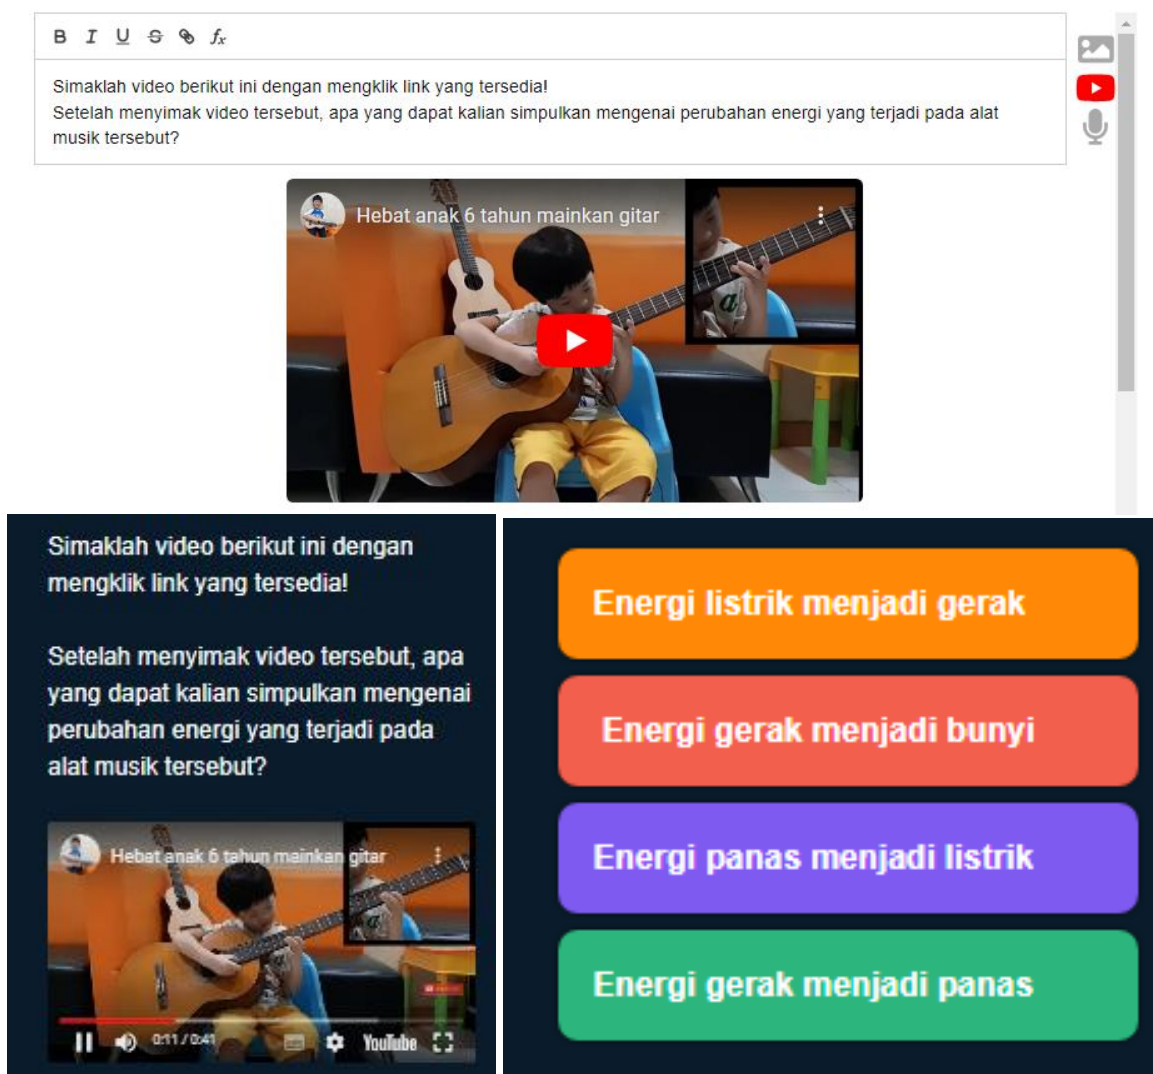 B I U S fx
Simaklah video berikut ini dengan mengklik link yang tersedia!
Setelah menyimak video tersebut, apa yang dapat kalian simpulkan mengenai perubahan energi yang terjadi pada alat
musik tersebut?
Hebat anak 6 tahun mainkan gitar
Simaklah video berikut ini dengan
mengklik link yang tersedia!
Setelah menyimak video tersebut, apa
yang dapat kalian simpulkan mengenai
perubahan energi yang terjadi pada
alat musik tersebut?
Hebat anak 6 tahun mainkan gitar
0:11 / 0:41
YouTube
Energi listrik menjadi gerak
Energi gerak menjadi bunyi
Energi panas menjadi listrik
Energi gerak menjadi panas